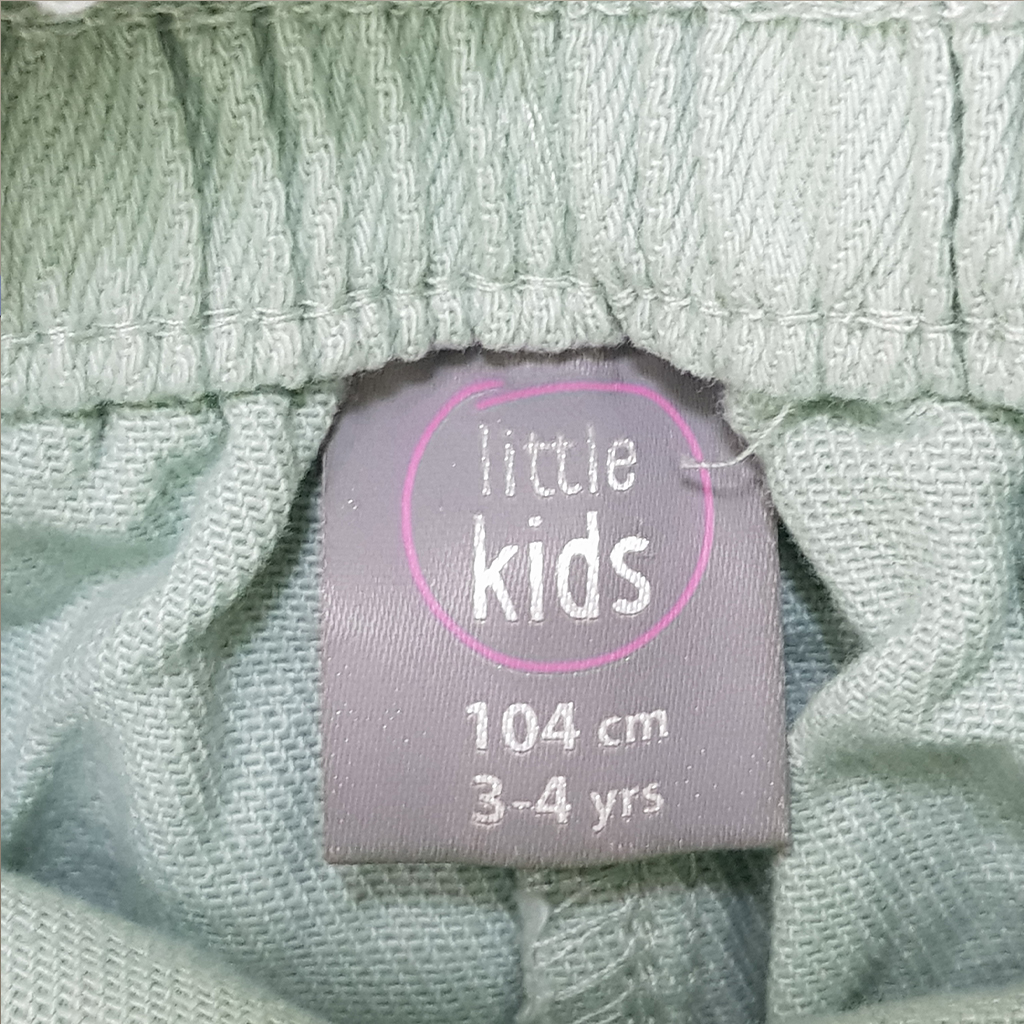 little
kids
104 cm
3-4 yrs